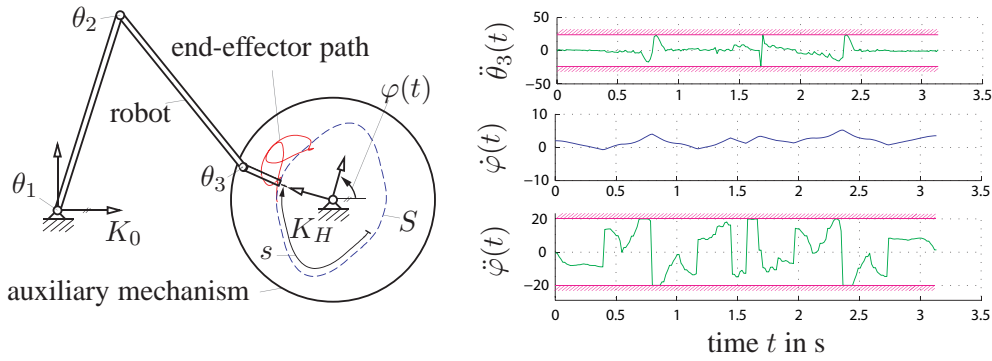 θ₂
end-effector path
φ(t)
robot
θ₁
θ₃
K₀
K_H
S
s
auxiliary mechanism
θ̈₃(t)
50
0
−50
0 0.5 1 1.5 2 2.5 3 3.5
φ̇(t)
10
0
−10
0 0.5 1 1.5 2 2.5 3 3.5
φ̈(t)
20
0
−20
0 0.5 1 1.5 2 2.5 3 3.5
time t in s